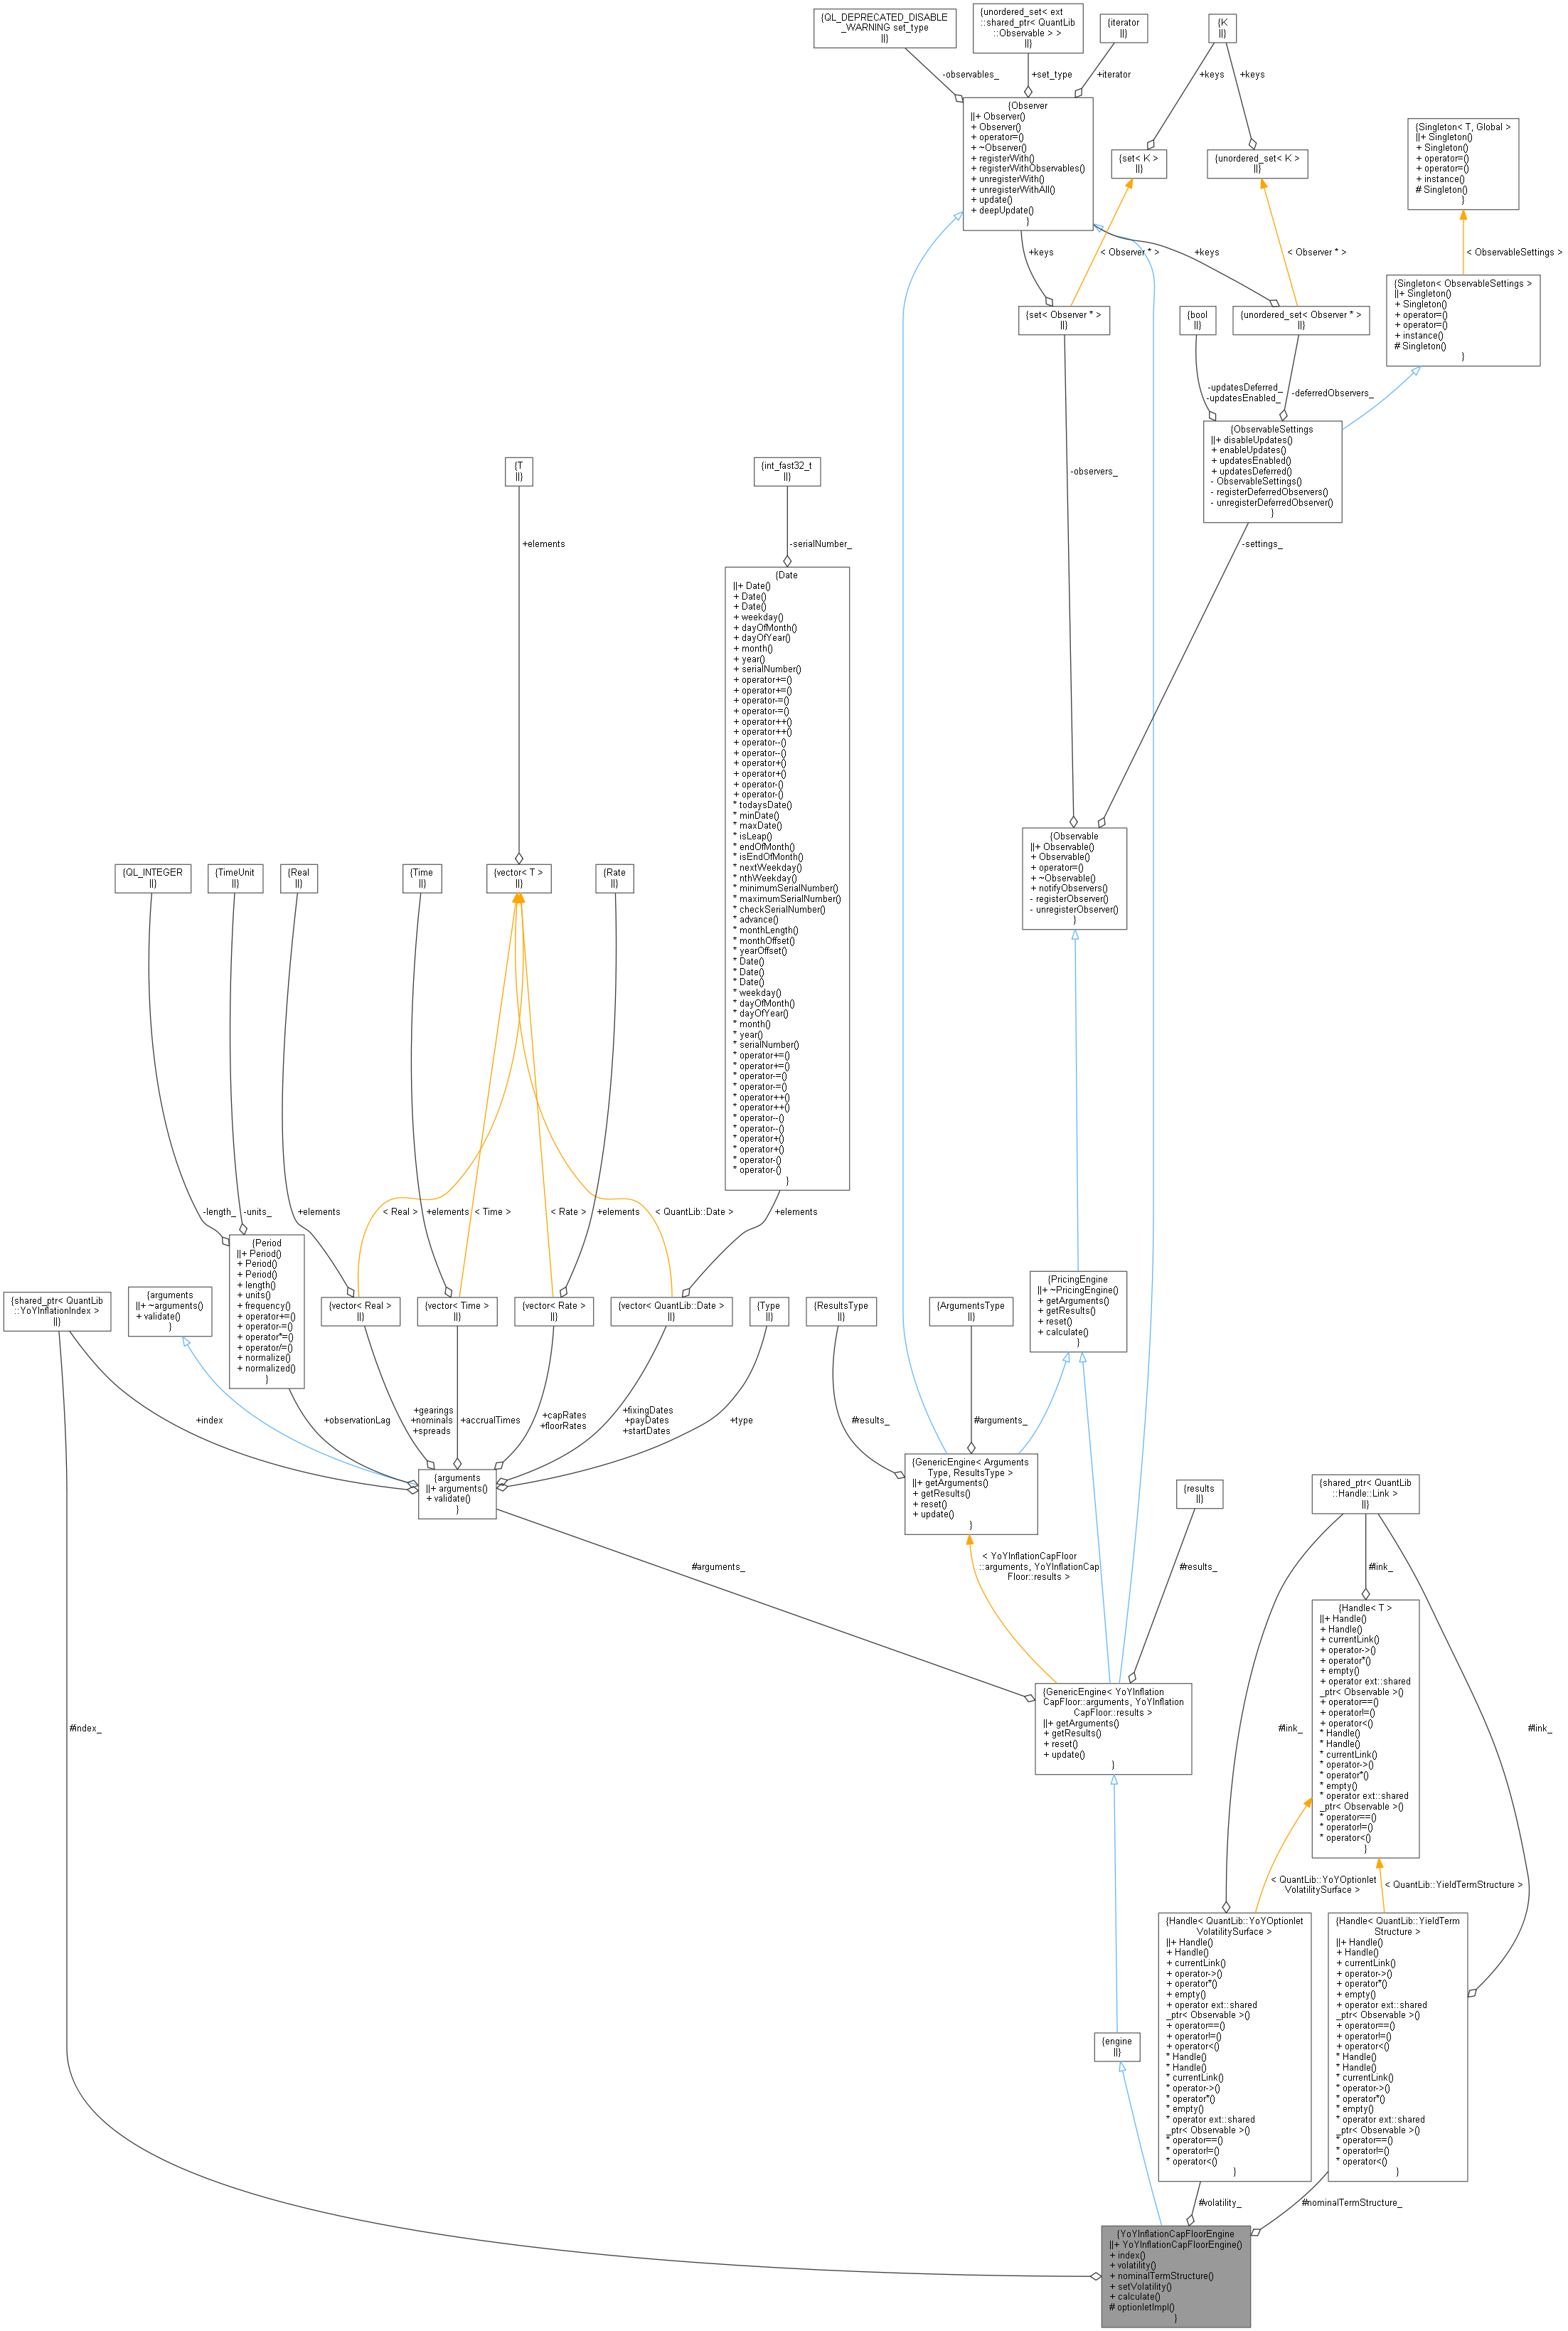 {QL_DEPRECATED_DISABLE
_WARNING set_type
||}
{unordered_set< ext
::shared_ptr< QuantLib
::Observable > >
||}
{iterator
||}
{K
||}
-observables_
+set_type
+iterator
+keys
+keys
{Observer
||+ Observer()
+ Observer()
+ operator=()
+ ~Observer()
+ registerWith()
+ registerWithObservables()
+ unregisterWith()
+ unregisterWithAll()
+ update()
+ deepUpdate()
}
{set< K >
||}
{unordered_set< K >
||}
{Singleton< T, Global >
||+ Singleton()
+ Singleton()
+ operator=()
+ operator=()
+ instance()
# Singleton()
}
+keys
< Observer * >
+keys
< Observer * >
< ObservableSettings >
{set< Observer * >
||}
{bool
||}
{unordered_set< Observer * >
||}
{Singleton< ObservableSettings >
||+ Singleton()
+ Singleton()
+ operator=()
+ operator=()
+ instance()
# Singleton()
}
-updatesDeferred_
-updatesEnabled_
-deferredObservers_
-observers_
{ObservableSettings
||+ disableUpdates()
+ enableUpdates()
+ updatesEnabled()
+ updatesDeferred()
- ObservableSettings()
- registerDeferredObservers()
- unregisterDeferredObserver()
}
-settings_
{T
||}
+elements
{int_fast32_t
||}
-serialNumber_
{Date
||+ Date()
+ Date()
+ Date()
+ weekday()
+ dayOfMonth()
+ dayOfYear()
+ month()
+ year()
+ serialNumber()
+ operator+=()
+ operator+=()
+ operator-=()
+ operator-=()
+ operator++()
+ operator++()
+ operator--()
+ operator--()
+ operator+()
+ operator+()
+ operator-()
+ operator-()
* todaysDate()
* minDate()
* maxDate()
* isLeap()
* endOfMonth()
* isEndOfMonth()
* nextWeekday()
* nthWeekday()
* minimumSerialNumber()
* maximumSerialNumber()
* checkSerialNumber()
* advance()
* monthLength()
* monthOffset()
* yearOffset()
* Date()
* Date()
* Date()
* weekday()
* dayOfMonth()
* dayOfYear()
* month()
* year()
* serialNumber()
* operator+=()
* operator+=()
* operator-=()
* operator-=()
* operator++()
* operator++()
* operator--()
* operator--()
* operator+()
* operator+()
* operator-()
* operator-()
}
{Observable
||+ Observable()
+ Observable()
+ operator=()
+ ~Observable()
+ notifyObservers()
- registerObserver()
- unregisterObserver()
}
{QL_INTEGER
||}
{TimeUnit
||}
{Real
||}
{Time
||}
{vector< T >
||}
{Rate
||}
-length_
-units_
+elements
< Real >
+elements
< Time >
< Rate >
+elements
< QuantLib::Date >
+elements
{shared_ptr< QuantLib
::YoYInflationIndex >
||}
{arguments
||+ ~arguments()
+ validate()
}
{Period
||+ Period()
+ Period()
+ Period()
+ length()
+ units()
+ frequency()
+ operator+=()
+ operator-=()
+ operator*=()
+ operator/=()
+ normalize()
+ normalized()
}
{vector< Real >
||}
{vector< Time >
||}
{vector< Rate >
||}
{vector< QuantLib::Date >
||}
{Type
||}
{ResultsType
||}
{ArgumentsType
||}
{PricingEngine
||+ ~PricingEngine()
+ getArguments()
+ getResults()
+ reset()
+ calculate()
}
+index
+observationLag
+gearings
+nominals
+spreads
+accrualTimes
+capRates
+floorRates
+fixingDates
+payDates
+startDates
+type
#results_
#arguments_
{arguments
||+ arguments()
+ validate()
}
{GenericEngine< Arguments
Type, ResultsType >
||+ getArguments()
+ getResults()
+ reset()
+ update()
}
{results
||}
{shared_ptr< QuantLib
::Handle::Link >
||}
#arguments_
< YoYInflationCapFloor
::arguments, YoYInflationCap
Floor::results >
#results_
#link_
{Handle< T >
||+ Handle()
+ Handle()
+ currentLink()
+ operator->()
+ operator*()
+ empty()
+ operator ext::shared
_ptr< Observable >()
+ operator==()
+ operator!=()
+ operator<()
* Handle()
* Handle()
* currentLink()
* operator->()
* operator*()
* empty()
* operator ext::shared
_ptr< Observable >()
* operator==()
* operator!=()
* operator<()
}
{GenericEngine< YoYInflation
CapFloor::arguments, YoYInflation
CapFloor::results >
||+ getArguments()
+ getResults()
+ reset()
+ update()
}
#index_
#link_
#link_
< QuantLib::YoYOptionlet
VolatilitySurface >
< QuantLib::YieldTermStructure >
{engine
||}
{Handle< QuantLib::YoYOptionlet
VolatilitySurface >
||+ Handle()
+ Handle()
+ currentLink()
+ operator->()
+ operator*()
+ empty()
+ operator ext::shared
_ptr< Observable >()
+ operator==()
+ operator!=()
+ operator<()
* Handle()
* Handle()
* currentLink()
* operator->()
* operator*()
* empty()
* operator ext::shared
_ptr< Observable >()
* operator==()
* operator!=()
* operator<()
}
{Handle< QuantLib::YieldTerm
Structure >
||+ Handle()
+ Handle()
+ currentLink()
+ operator->()
+ operator*()
+ empty()
+ operator ext::shared
_ptr< Observable >()
+ operator==()
+ operator!=()
+ operator<()
* Handle()
* Handle()
* currentLink()
* operator->()
* operator*()
* empty()
* operator ext::shared
_ptr< Observable >()
* operator==()
* operator!=()
* operator<()
}
#volatility_
#nominalTermStructure_
{YoYInflationCapFloorEngine
||+ YoYInflationCapFloorEngine()
+ index()
+ volatility()
+ nominalTermStructure()
+ setVolatility()
+ calculate()
# optionletImpl()
}